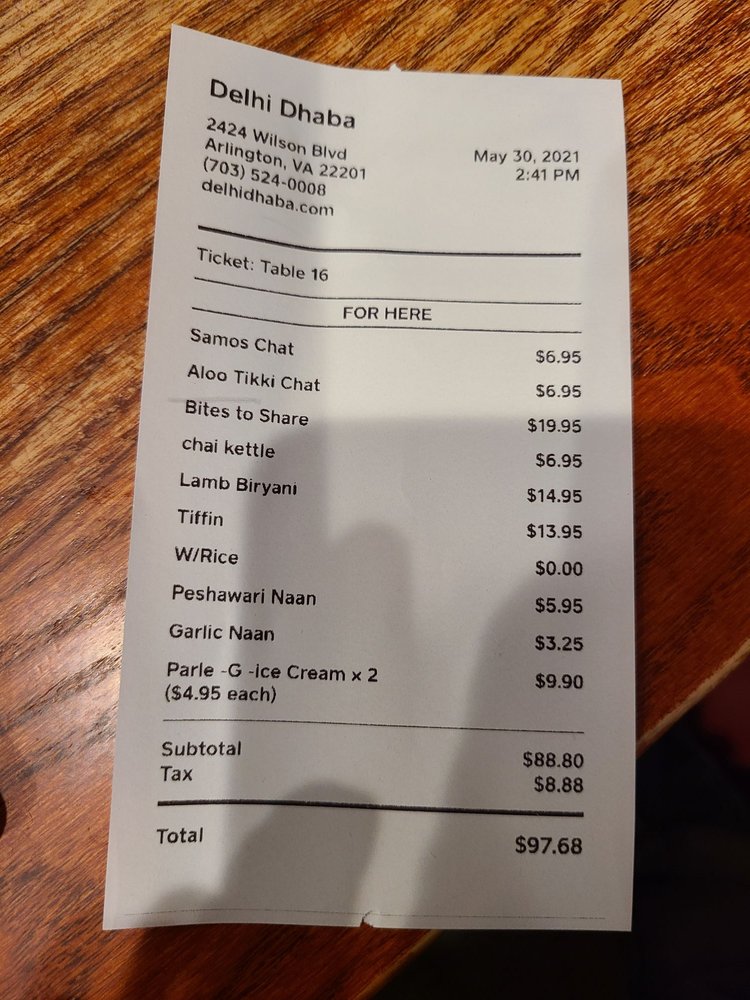 Delhi Dhaba
2424 Wilson Blvd
Arlington, VA 22201
(703) 524-0008
delhidhaba.com
May 30, 2021
2:41 PM
Ticket: Table 16
FOR HERE
Samos Chat $6.95
Aloo Tikki Chat $6.95
Bites to Share $19.95
chai kettle $6.95
Lamb Biryani $14.95
Tiffin $13.95
W/Rice $0.00
Peshawari Naan $5.95
Garlic Naan $3.25
Parle -G -ice Cream x 2 $9.90
($4.95 each)
Subtotal $88.80
Tax $8.88
Total $97.68